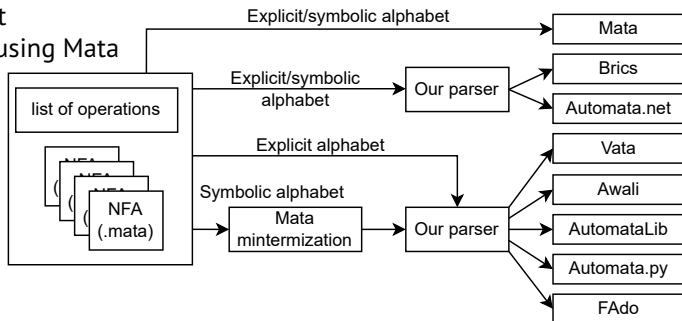 t
using Mata
Explicit/symbolic alphabet
Mata
list of operations
Explicit/symbolic
alphabet
Our parser
Brics
Automata.net
Explicit alphabet
Vata
NFA
(
(
(
NFA
(.mata)
Symbolic alphabet
Mata
mintermization
Our parser
Awali
AutomataLib
Automata.py
FAdo